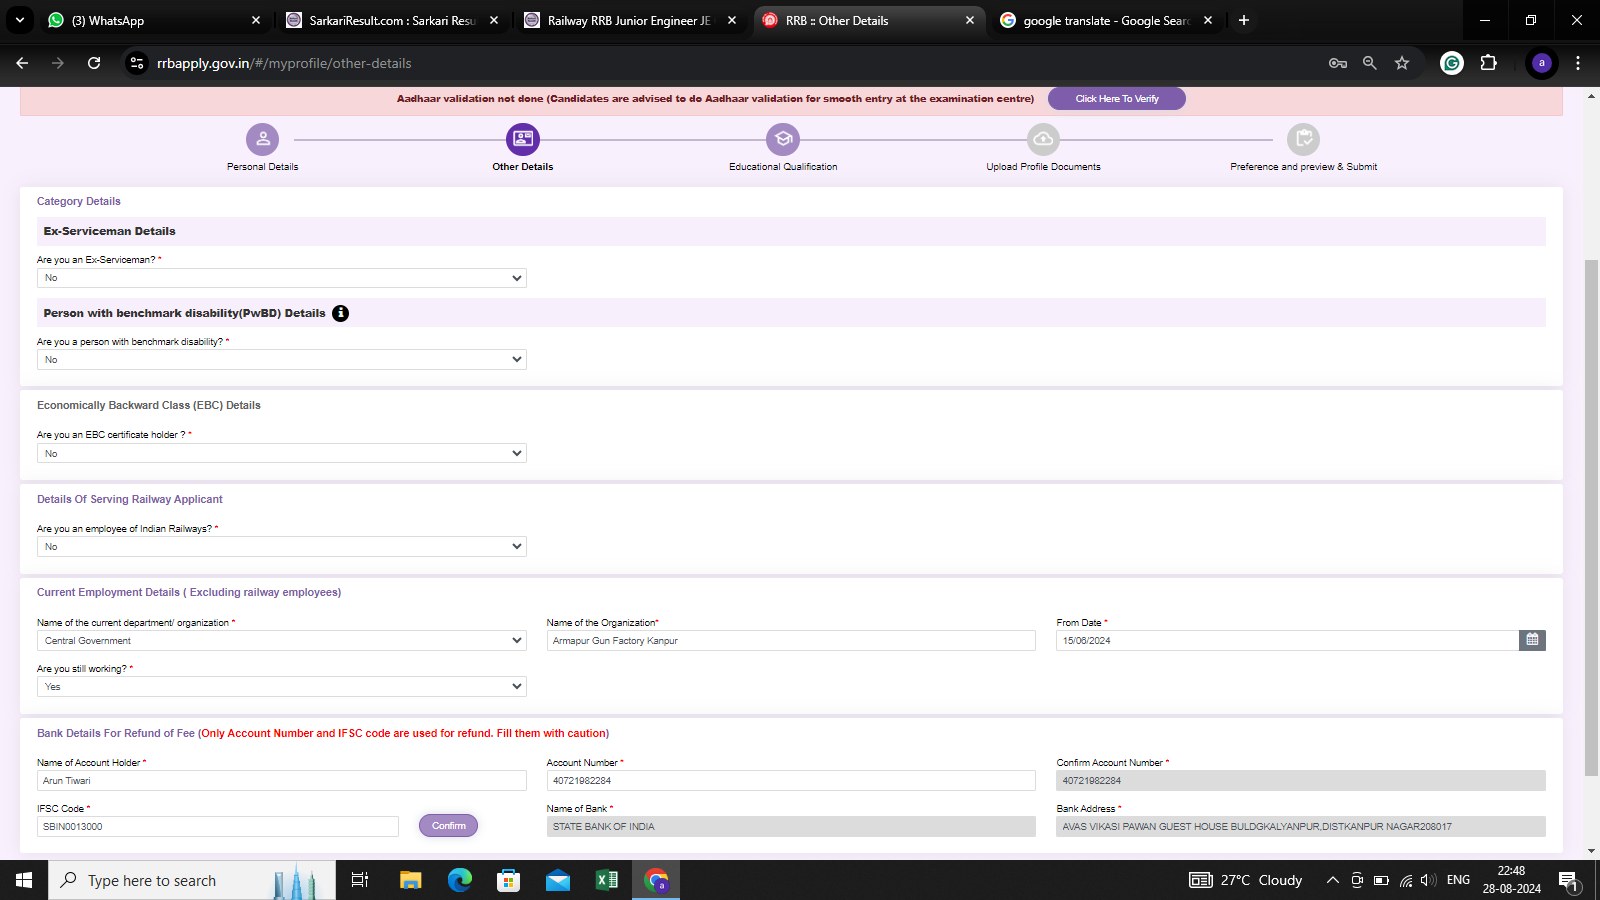 (3) WhatsApp
SarkariResult.com : Sarkari Resu
Railway RRB Junior Engineer JE
RRB :: Other Details
google translate - Google Searc
rrbapply.gov.in/#/myprofile/other-details
a
Aadhaar validation not done (Candidates are advised to do Aadhaar validation for smooth entry at the examination centre)
Click Here To Verify
Personal Details
Other Details
Educational Qualification
Upload Profile Documents
Preference and preview & Submit
Category Details
Ex-Serviceman Details
Are you an Ex-Serviceman? *
No
Person with benchmark disability(PwBD) Details
Are you a person with benchmark disability? *
No
Economically Backward Class (EBC) Details
Are you an EBC certificate holder ? *
No
Details Of Serving Railway Applicant
Are you an employee of Indian Railways? *
No
Current Employment Details ( Excluding railway employees)
Name of the current department/ organization *
Name of the Organization*
From Date *
Central Government
Armapur Gun Factory Kanpur
15/06/2024
Are you still working? *
Yes
Bank Details For Refund of Fee (Only Account Number and IFSC code are used for refund. Fill them with caution)
Name of Account Holder *
Account Number *
Confirm Account Number *
Arun Tiwari
40721982284
40721982284
IFSC Code *
Name of Bank *
Bank Address *
SBIN0013000
Confirm
STATE BANK OF INDIA
AVAS VIKASI PAWAN GUEST HOUSE BULDGKALYANPUR,DISTKANPUR NAGAR208017
Type here to search
27°C Cloudy
ENG
22:48
28-08-2024
1